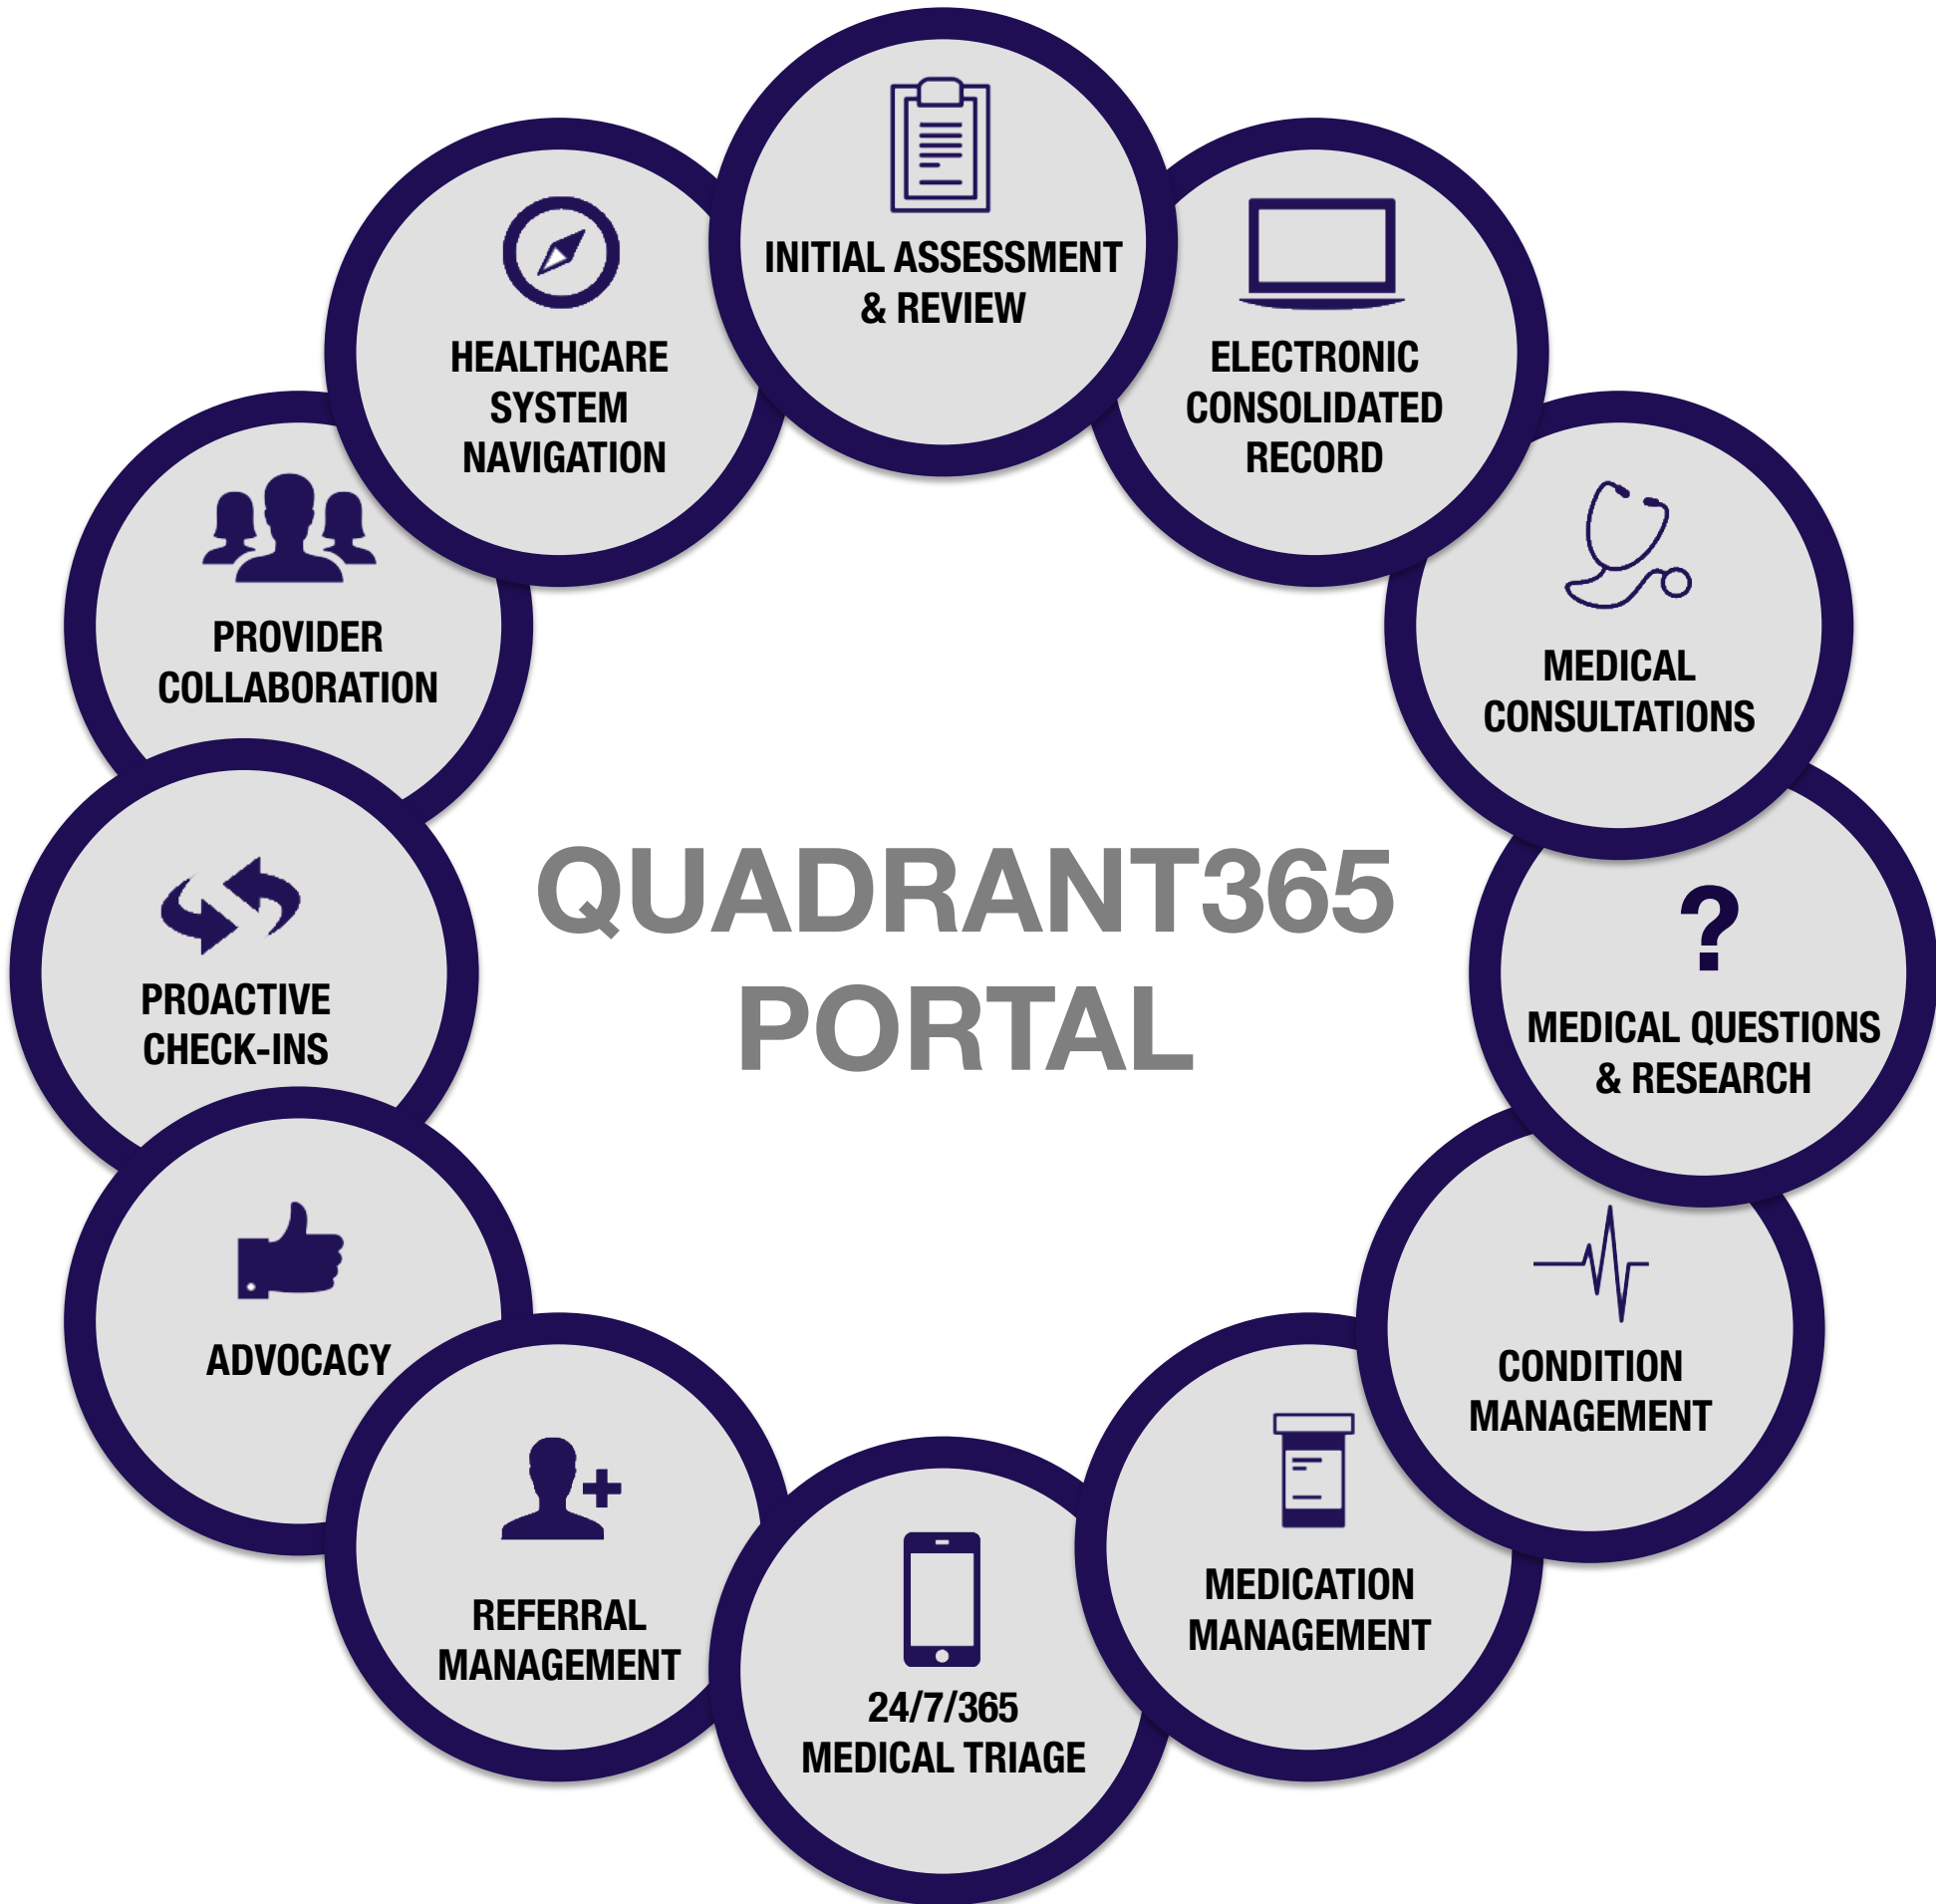 INITIAL ASSESSMENT
& REVIEW
ELECTRONIC
CONSOLIDATED
RECORD
MEDICAL
CONSULTATIONS
?
MEDICAL QUESTIONS
& RESEARCH
CONDITION
MANAGEMENT
MEDICATION
MANAGEMENT
24/7/365
MEDICAL TRIAGE
REFERRAL
MANAGEMENT
ADVOCACY
PROACTIVE
CHECK-INS
PROVIDER
COLLABORATION
HEALTHCARE
SYSTEM
NAVIGATION
QUADRANT365
PORTAL